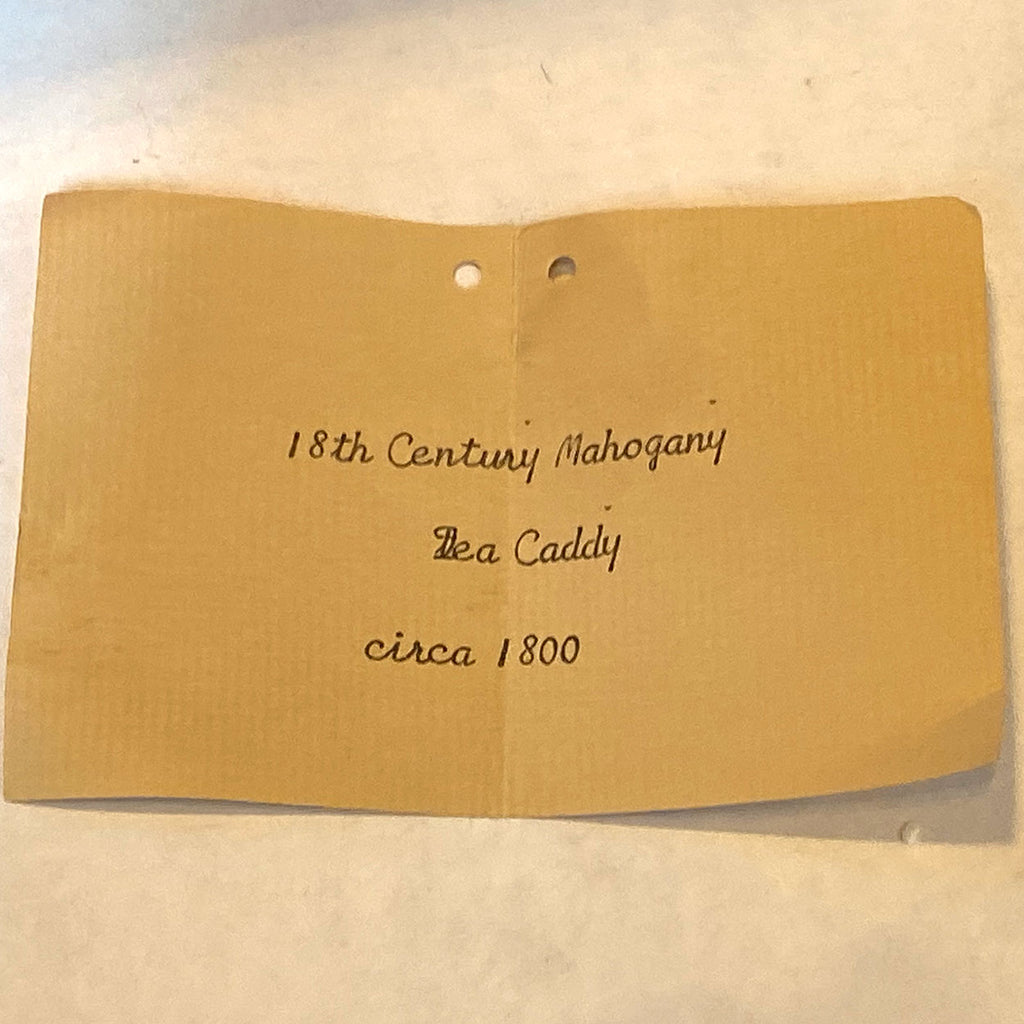 18th Century Mahogany
Tea Caddy
circa 1800